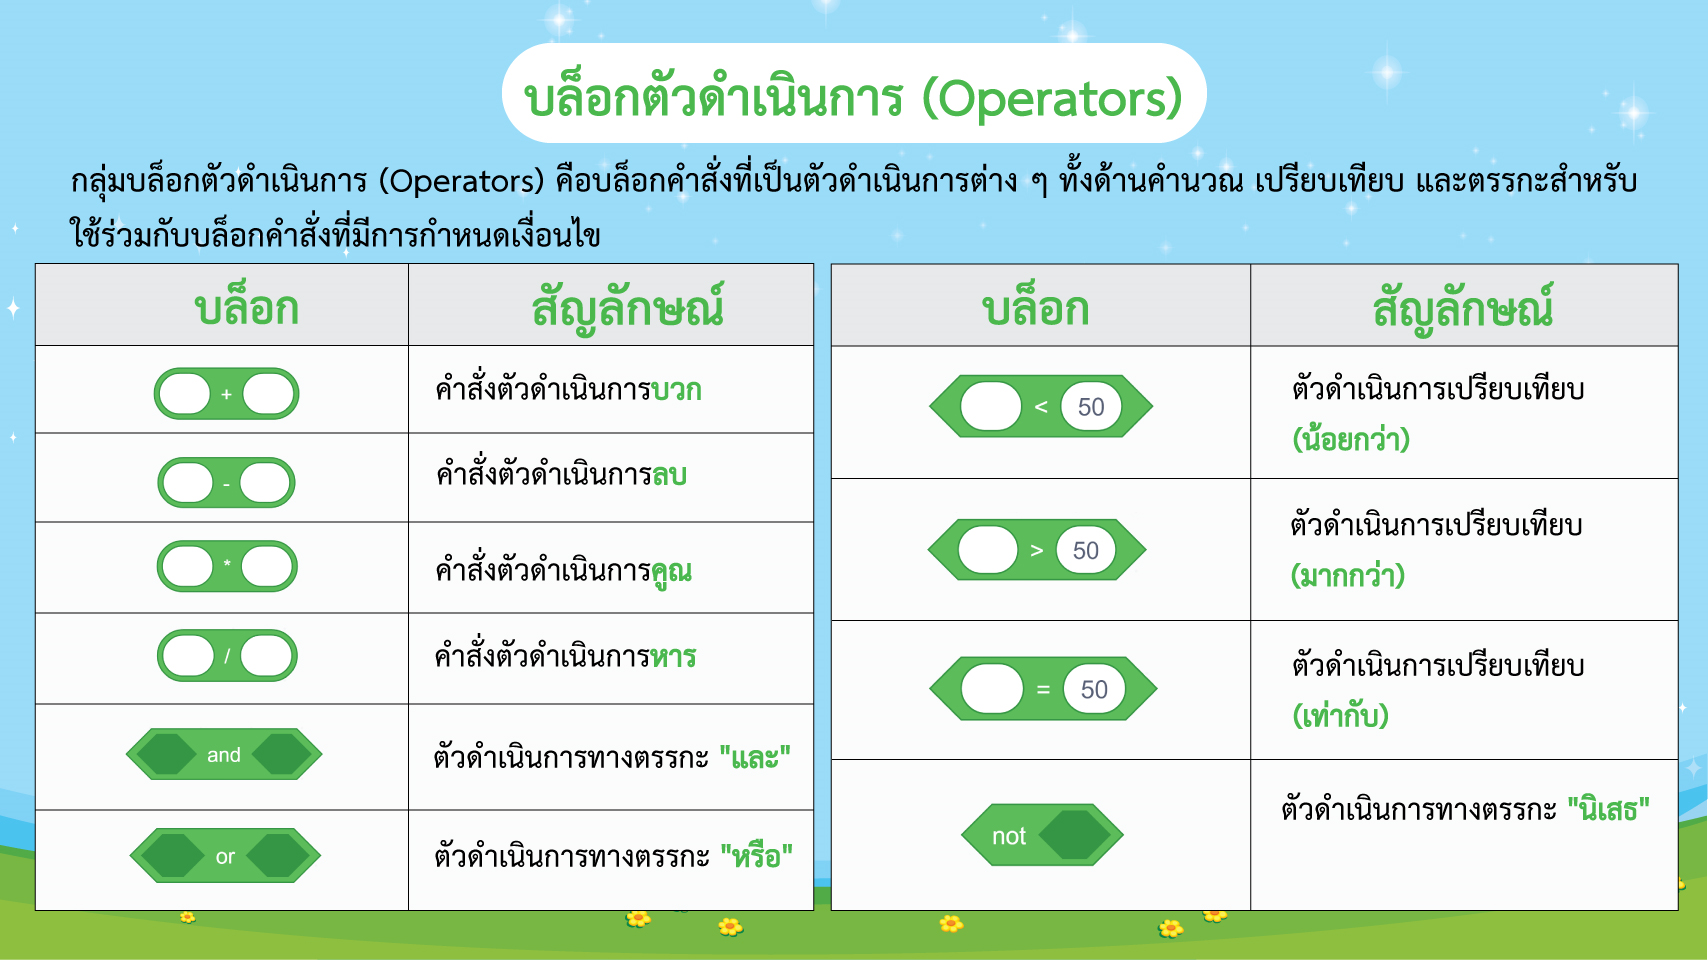 บล็อกตัวดำเนินการ (Operators)
กลุ่มบล็อกตัวดำเนินการ (Operators) คือบล็อกคำสั่งที่เป็นตัวดำเนินการต่าง ๆ ทั้งด้านคำนวณ เปรียบเทียบ และตรรกะสำหรับ
ใช้ร่วมกับบล็อกคำสั่งที่มีการกำหนดเงื่อนไข
บล็อก สัญลักษณ์
+ คำสั่งตัวดำเนินการบวก
- คำสั่งตัวดำเนินการลบ
* คำสั่งตัวดำเนินการคูณ
/ คำสั่งตัวดำเนินการหาร
and ตัวดำเนินการทางตรรกะ "และ"
or ตัวดำเนินการทางตรรกะ "หรือ"
บล็อก สัญลักษณ์
< 50 ตัวดำเนินการเปรียบเทียบ
(น้อยกว่า)
> 50 ตัวดำเนินการเปรียบเทียบ
(มากกว่า)
= 50 ตัวดำเนินการเปรียบเทียบ
(เท่ากับ)
not ตัวดำเนินการทางตรรกะ "นิเสธ"